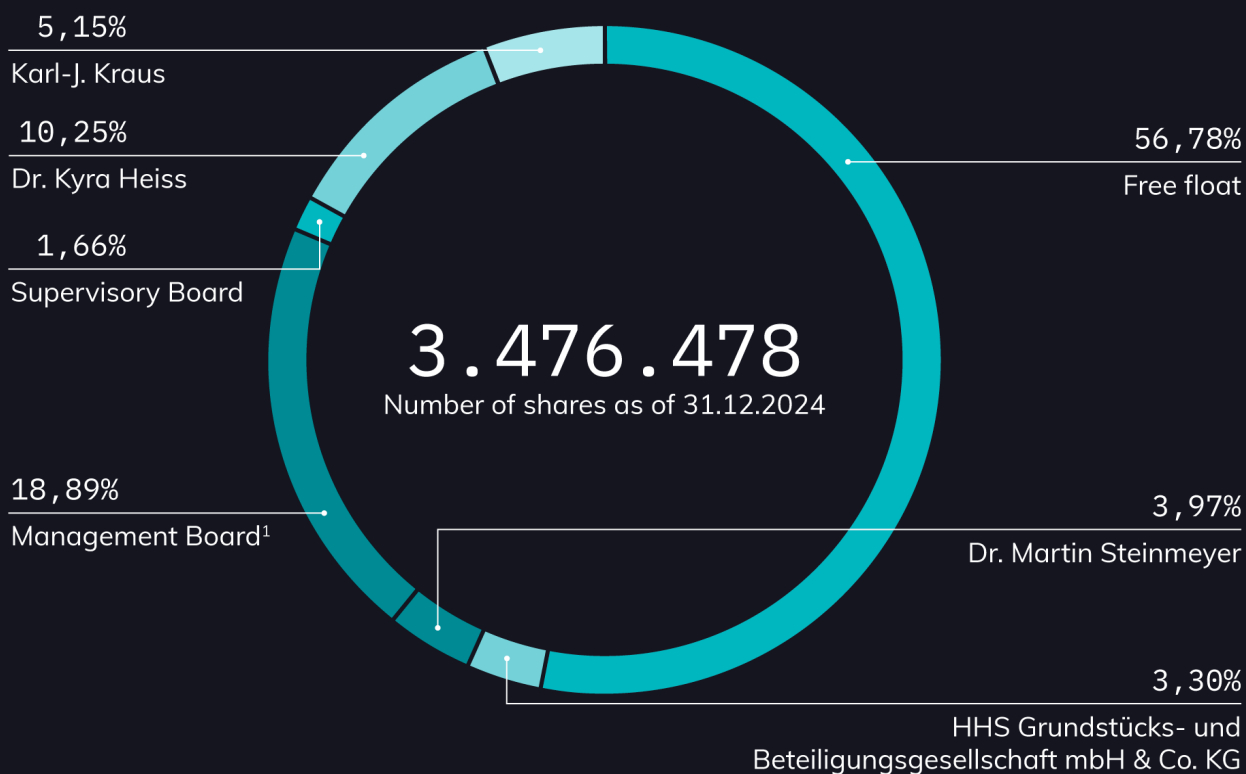 5,15%
Karl-J. Kraus
10,25%
Dr. Kyra Heiss
1,66%
Supervisory Board
18,89%
Management Board¹
3.476.478
Number of shares as of 31.12.2024
56,78%
Free float
3,97%
Dr. Martin Steinmeyer
3,30%
HHS Grundstücks- und
Beteiligungsgesellschaft mbH & Co. KG